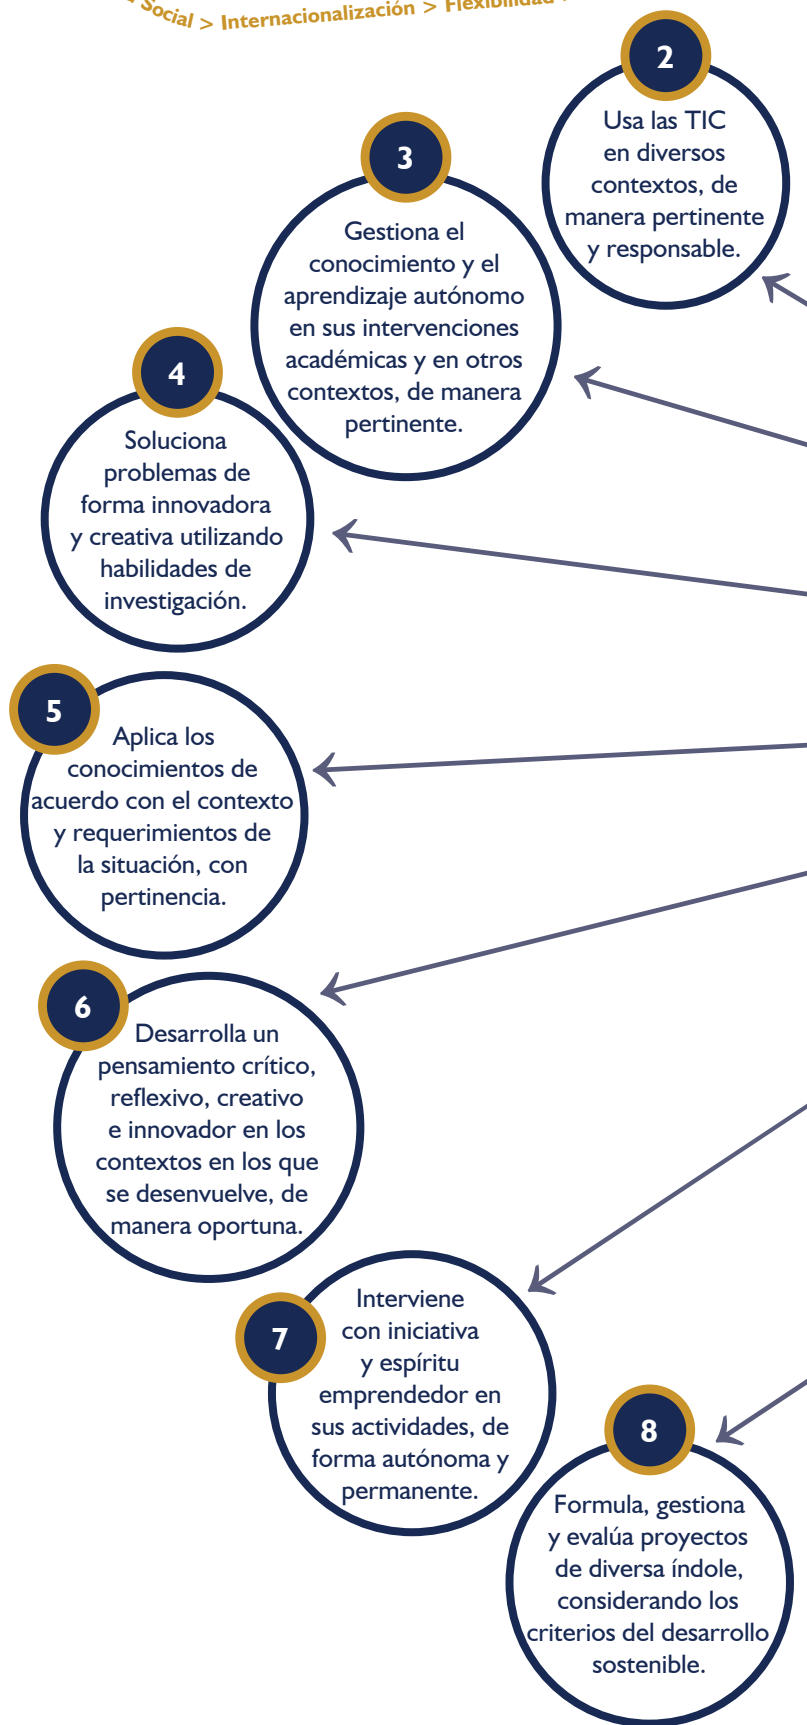 Social > Internacionalización > Flexibilidad
2
Usa las TIC
en diversos
contextos, de
manera pertinente
y responsable.
3
Gestiona el
conocimiento y el
aprendizaje autónomo
en sus intervenciones
académicas y en otros
contextos, de manera
pertinente.
4
Soluciona
problemas de
forma innovadora
y creativa utilizando
habilidades de
investigación.
5
Aplica los
conocimientos de
acuerdo con el contexto
y requerimientos de
la situación, con
pertinencia.
6
Desarrolla un
pensamiento crítico,
reflexivo, creativo
e innovador en los
contextos en los que
se desenvuelve, de
manera oportuna.
7
Interviene
con iniciativa
y espíritu
emprendedor en
sus actividades, de
forma autónoma y
permanente.
8
Formula, gestiona
y evalúa proyectos
de diversa índole,
considerando los
criterios del desarrollo
sostenible.